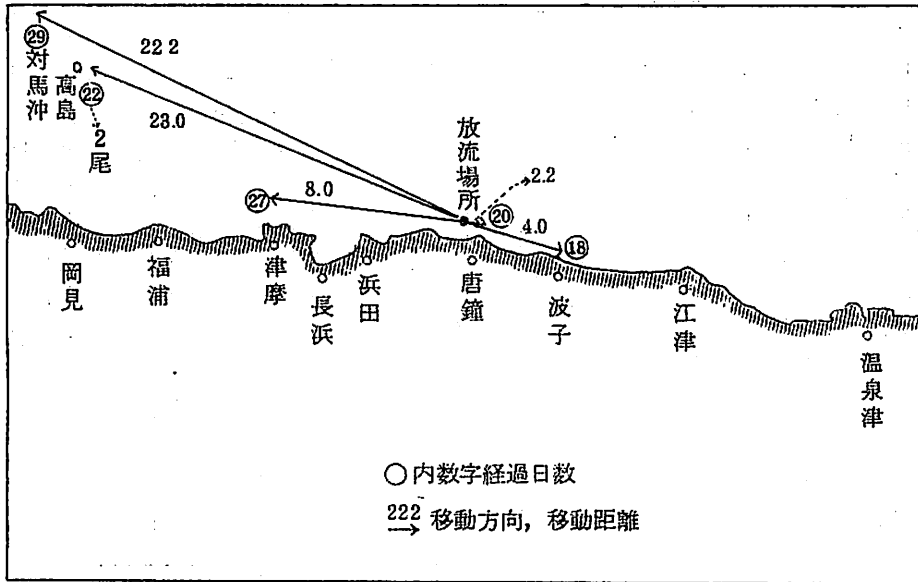 ㉙
対馬沖
22 2
高島
㉒
2尾
23.0
放流場所
2.2
8.0
㉗
⑳
4.0
⑱
岡見
福浦
津摩
長浜
浜田
唐鐘
波子
江津
温泉津
○内数字経過日数
222 移動方向，移動距離